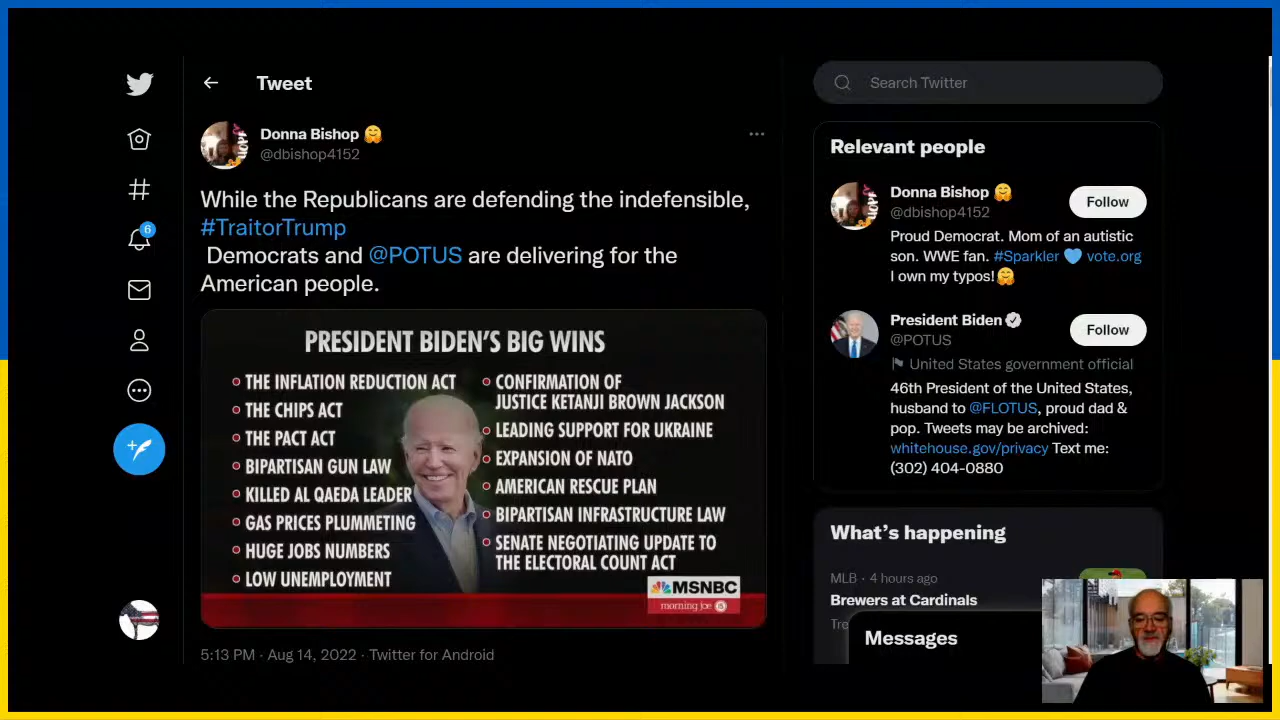 Tweet
Donna Bishop 🤗
@dbishop4152
While the Republicans are defending the indefensible,
#TraitorTrump
Democrats and @POTUS are delivering for the
American people.
PRESIDENT BIDEN'S BIG WINS
THE INFLATION REDUCTION ACT
THE CHIPS ACT
THE PACT ACT
BIPARTISAN GUN LAW
KILLED AL QAEDA LEADER
GAS PRICES PLUMMETING
HUGE JOBS NUMBERS
LOW UNEMPLOYMENT
CONFIRMATION OF
JUSTICE KETANJI BROWN JACKSON
LEADING SUPPORT FOR UKRAINE
EXPANSION OF NATO
AMERICAN RESCUE PLAN
BIPARTISAN INFRASTRUCTURE LAW
SENATE NEGOTIATING UPDATE TO
THE ELECTORAL COUNT ACT
MSNBC
morning joe
5:13 PM · Aug 14, 2022 · Twitter for Android
6
Search Twitter
Relevant people
Donna Bishop 🤗
@dbishop4152
Follow
Proud Democrat. Mom of an autistic
son. WWE fan. #Sparkler 💙 vote.org
I own my typos!🤗
President Biden
@POTUS
Follow
United States government official
46th President of the United States,
husband to @FLOTUS, proud dad &
pop. Tweets may be archived:
whitehouse.gov/privacy Text me:
(302) 404-0880
What's happening
MLB · 4 hours ago
Brewers at Cardinals
Tre
Messages